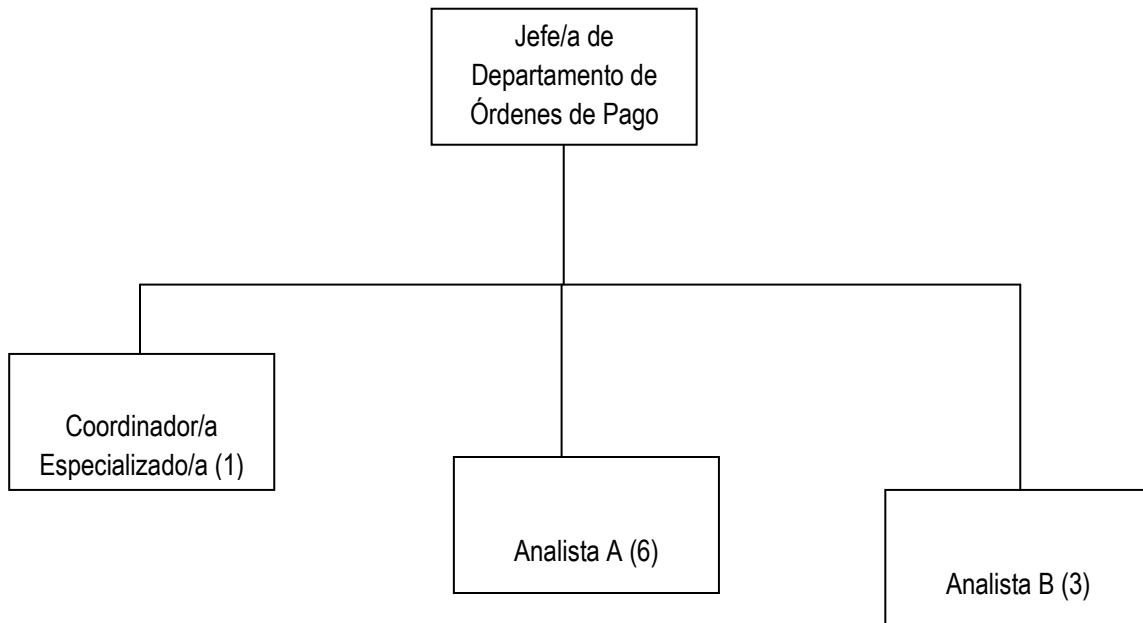 Jefe/a de
Departamento de
Órdenes de Pago
Coordinador/a
Especializado/a (1)
Analista A (6)
Analista B (3)